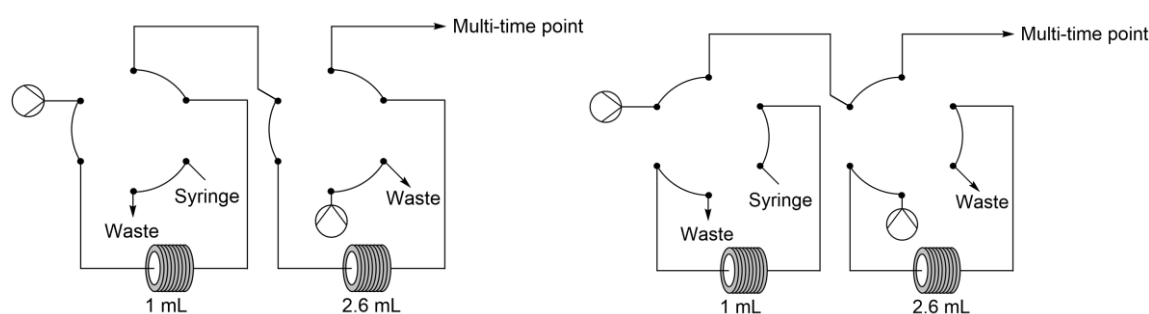 Multi-time point
Syringe
Waste
Waste
1 mL
2.6 mL
Multi-time point
Syringe
Waste
Waste
1 mL
2.6 mL